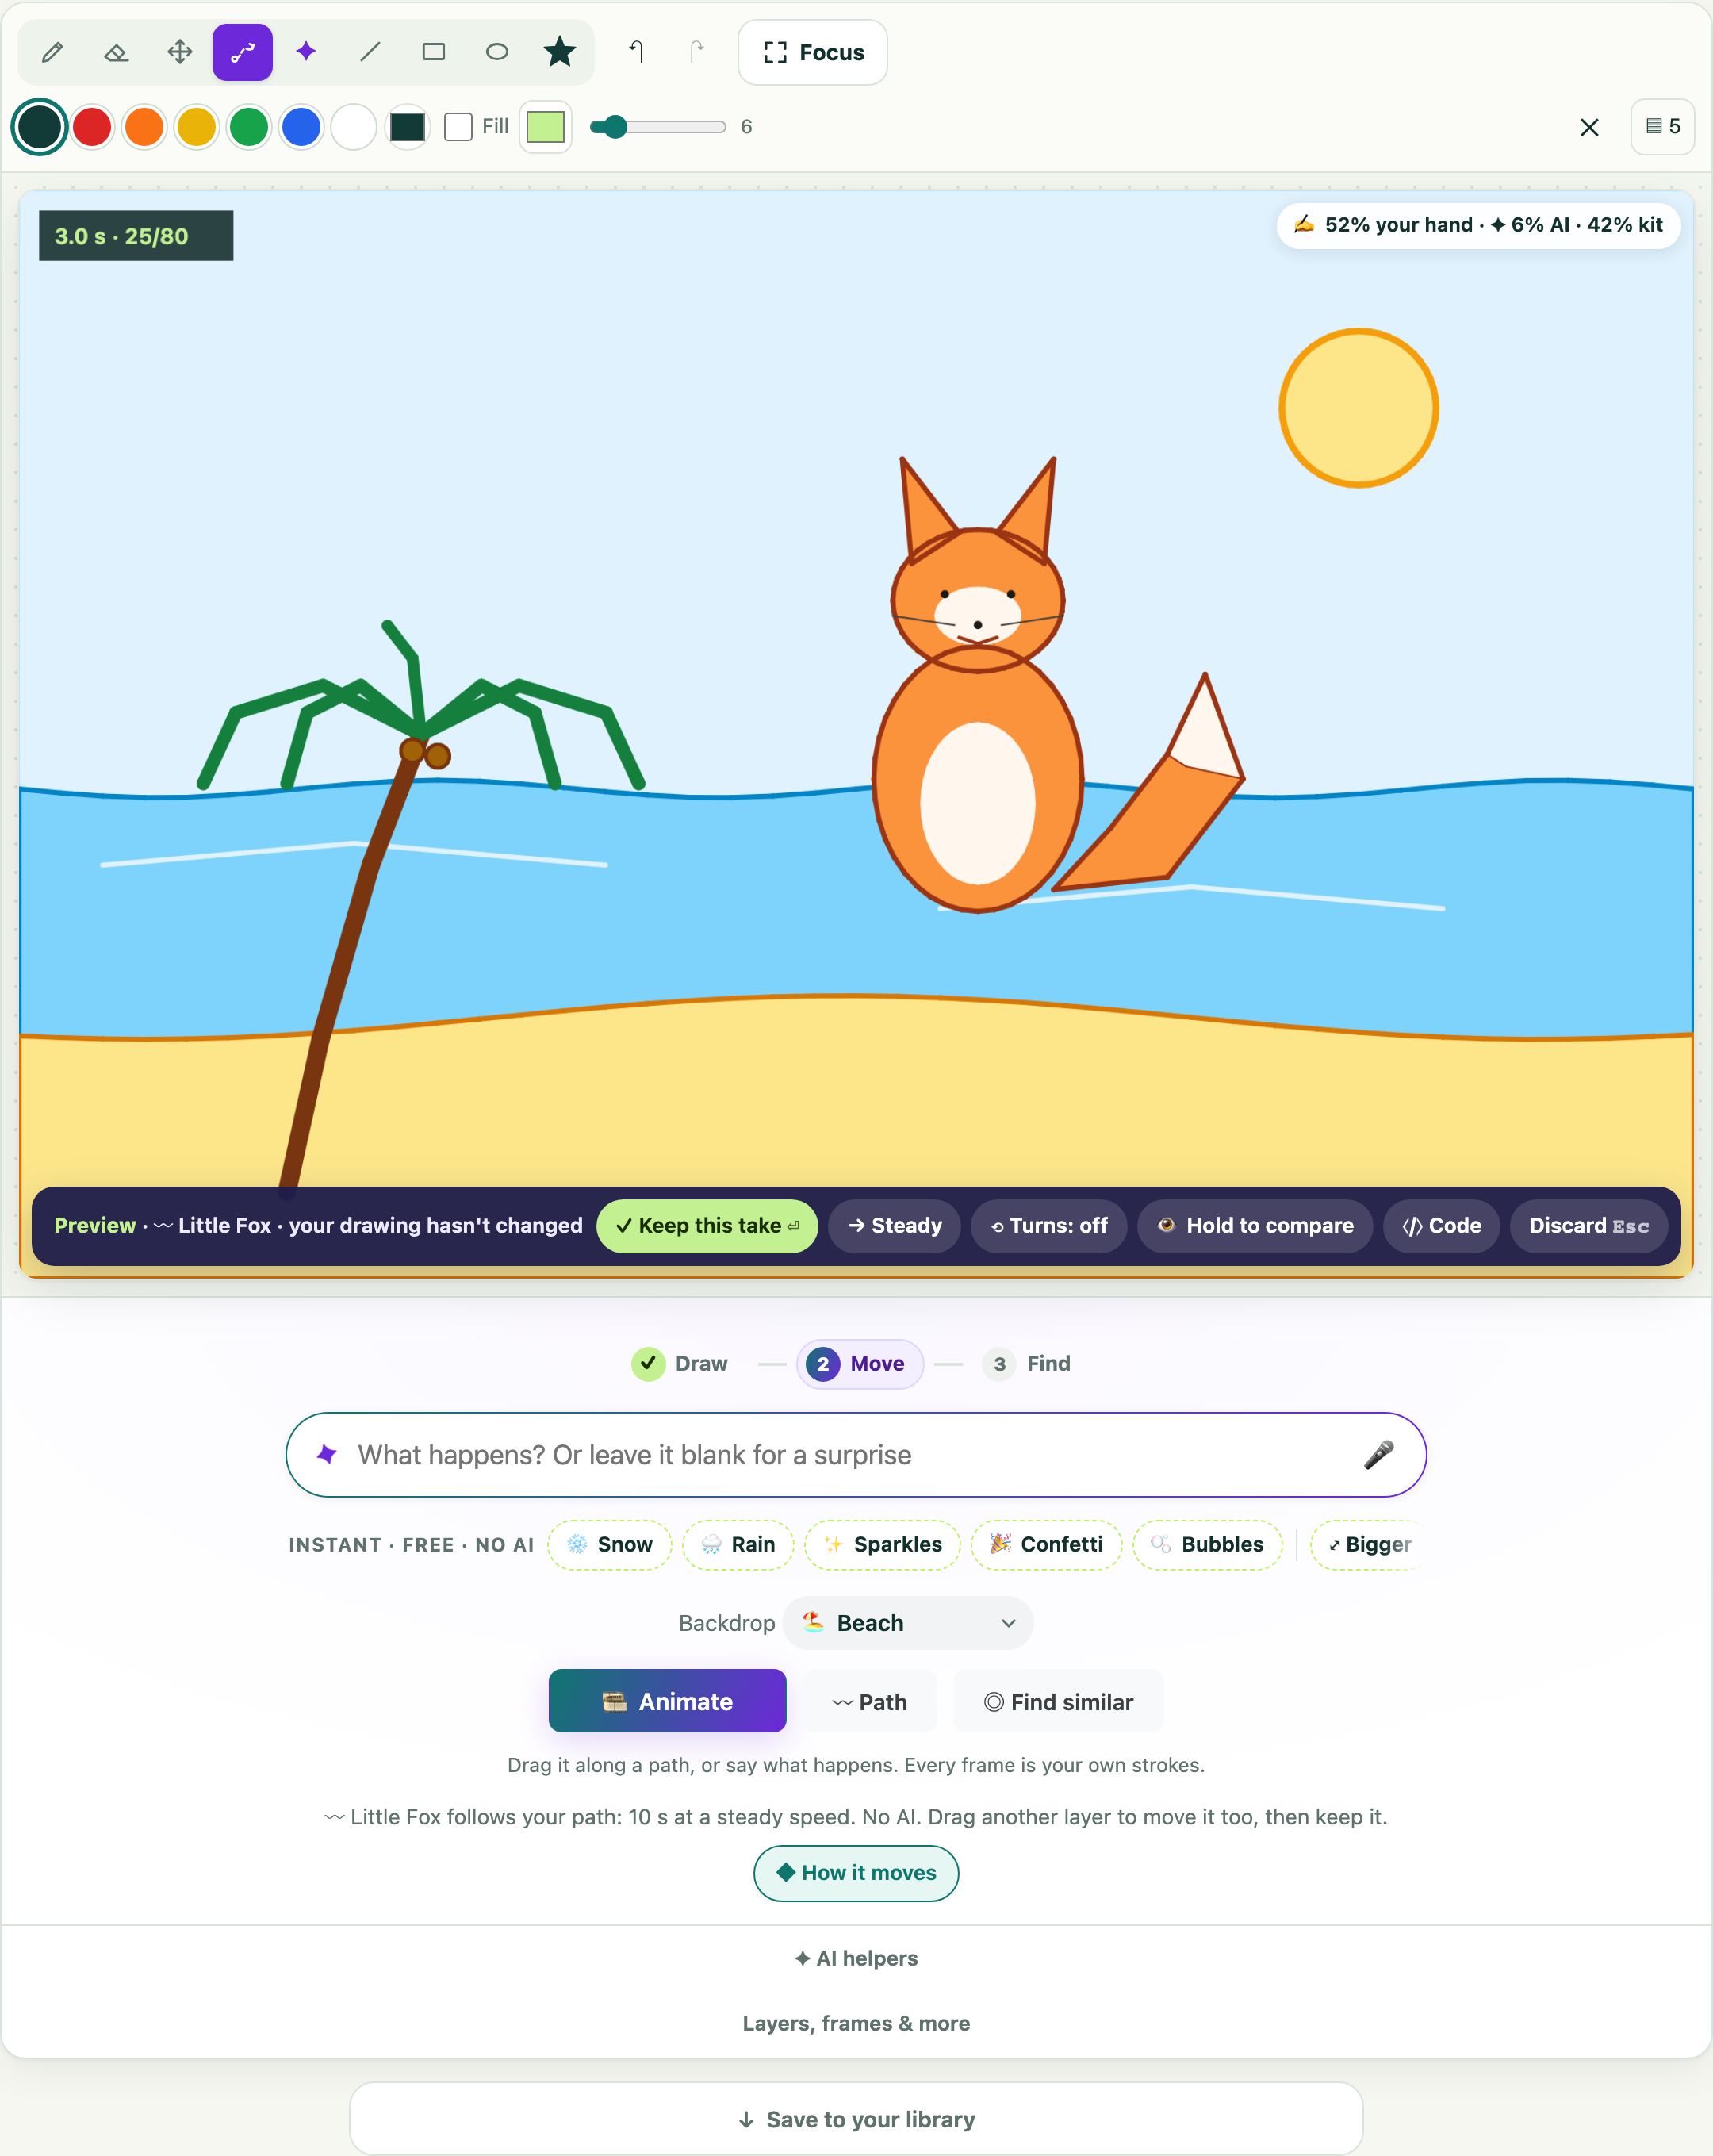 Focus
Fill 6 5
3.0 s · 25/80
52% your hand · ✦ 6% AI · 42% kit
Preview · Little Fox · your drawing hasn't changed ✓ Keep this take ⏎ → Steady ⟲ Turns: off Hold to compare </> Code Discard Esc
✓ Draw 2 Move 3 Find
What happens? Or leave it blank for a surprise
INSTANT · FREE · NO AI Snow Rain Sparkles Confetti Bubbles ⤢ Bigger
Backdrop Beach
Animate 〰 Path ◎ Find similar
Drag it along a path, or say what happens. Every frame is your own strokes.
〰 Little Fox follows your path: 10 s at a steady speed. No AI. Drag another layer to move it too, then keep it.
◆ How it moves
✦ AI helpers
Layers, frames & more
↓ Save to your library